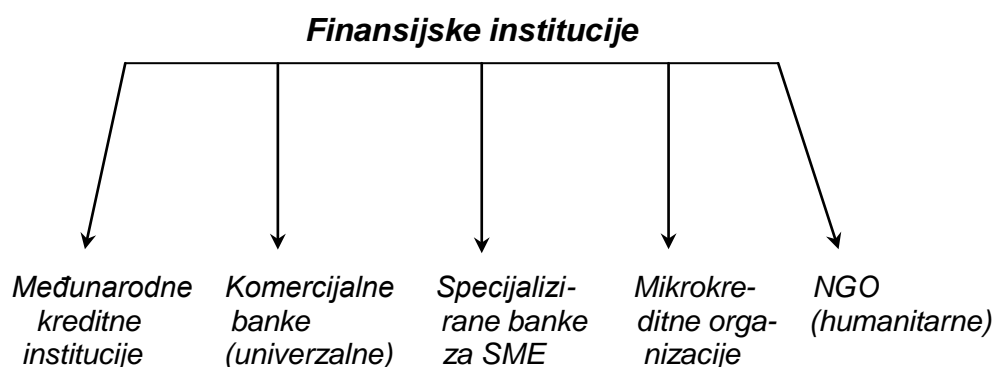 Finansijske institucije
Međunarodne
kreditne
institucije
Komercijalne
banke
(univerzalne)
Specijalizi-
rane banke
za SME
Mikrokre-
ditne orga-
nizacije
NGO
(humanitarne)